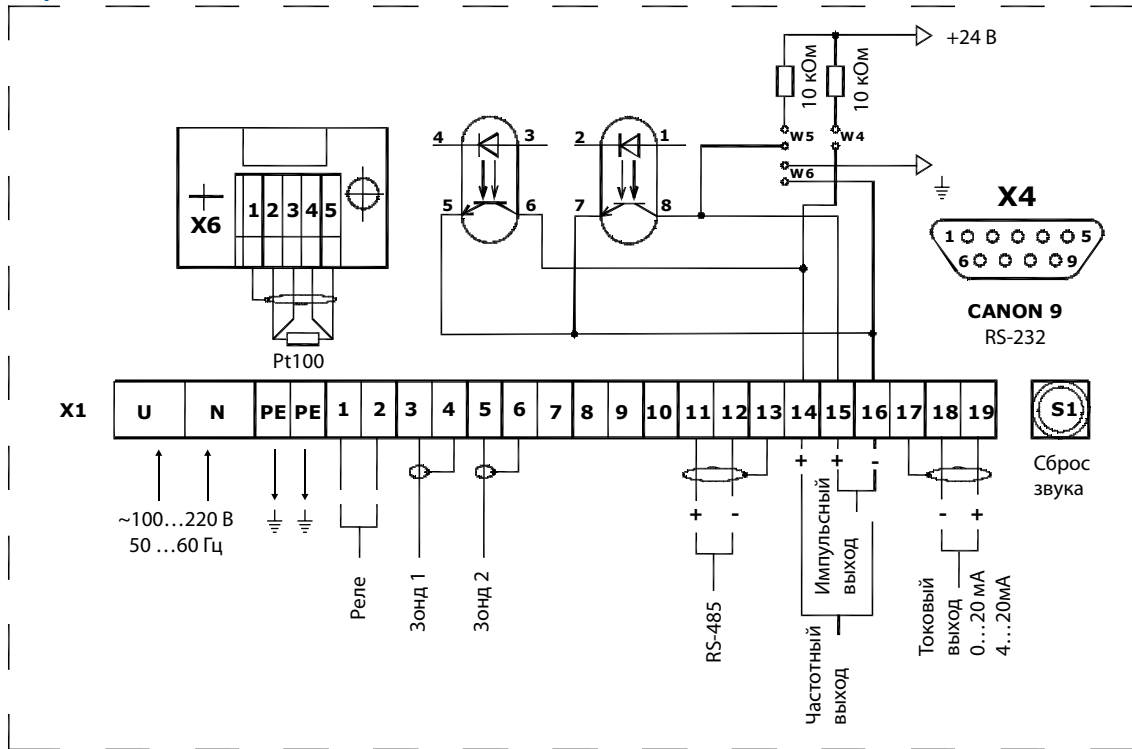 +24 В
10 кОм
10 кОм
W5
W4
W6
4
3
2
1
5
6
7
8
X6
1 2 3 4 5
Pt100
X4
1
5
6
9
CANON 9
RS-232
X1
U N PE PE 1 2 3 4 5 6 7 8 9 10 11 12 13 14 15 16 17 18 19
S1
Сброс
звука
~100…220 В
50 …60 Гц
Реле
Зонд 1
Зонд 2
+ -
RS-485
+ + -
Импульсный
выход
Частотный
выход
- +
Токовый
выход
0…20 мА
4…20мА